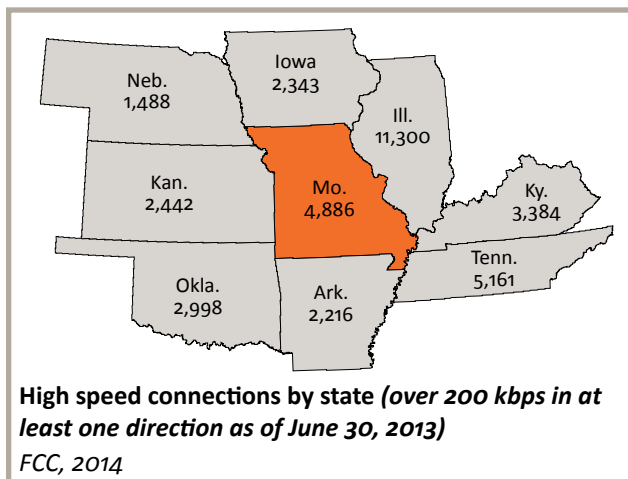 Iowa
2,343
Neb.
1,488
Ill.
11,300
Kan.
2,442
Mo.
4,886
Ky.
3,384
Tenn.
5,161
Okla.
2,998
Ark.
2,216
High speed connections by state (over 200 kbps in at
least one direction as of June 30, 2013)
FCC, 2014